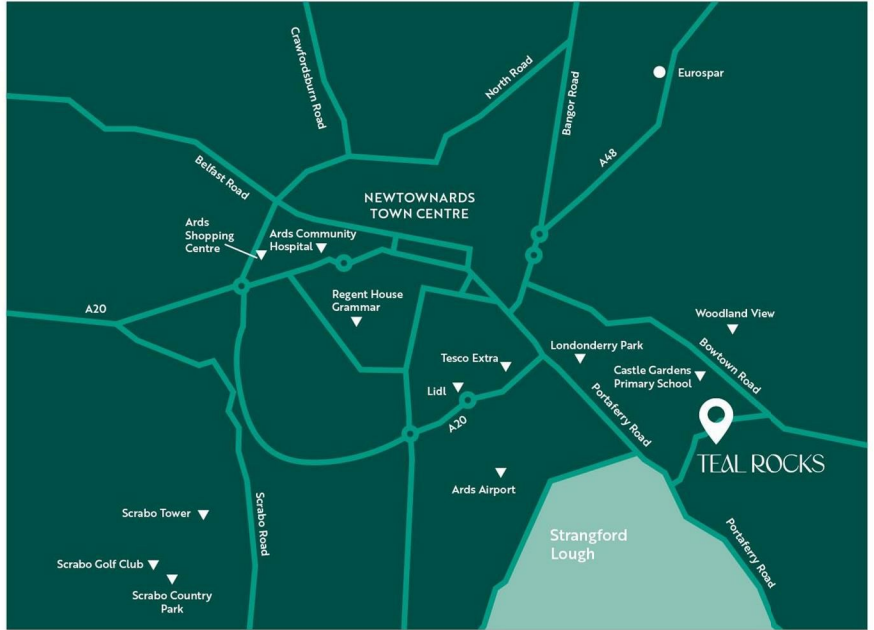 Crawfordsburn Road
North Road
Bangor Road
Eurospar
A48
Belfast Road
NEWTOWNARDS
TOWN CENTRE
Ards
Shopping
Centre
Ards Community
Hospital
Regent House
Grammar
A20
Woodland View
Londonderry Park
Tesco Extra
Castle Gardens
Primary School
Bowtown Road
Lidl
A20
Portaferry Road
TEAL ROCKS
Ards Airport
Scrabo Tower
Scrabo Road
Strangford
Lough
Portaferry Road
Scrabo Golf Club
Scrabo Country
Park